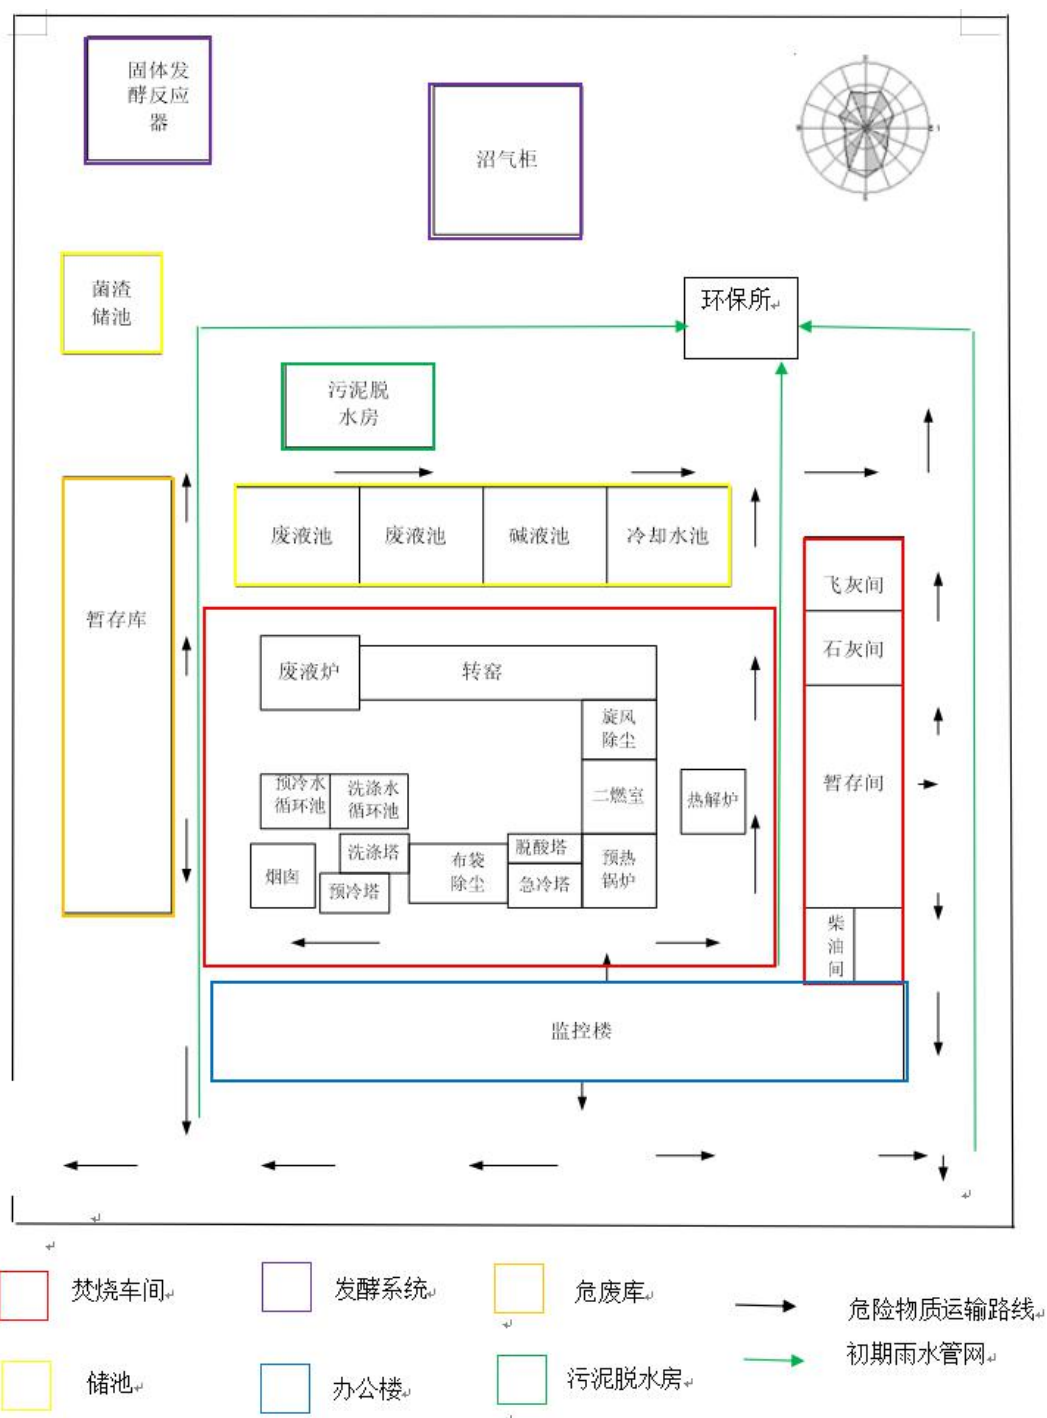 固体发
酵反应
器
沼气柜
菌渣
储池
环保所
污泥脱
水房
废液池
废液池
碱液池
冷却水池
暂存库
飞灰间
石灰间
暂存间
柴
油
间
废液炉
转窑
旋风
除尘
二燃室
热解炉
预冷水
循环池
洗涤水
循环池
洗涤塔
烟囱
预冷塔
布袋
除尘
脱酸塔
急冷塔
预热
锅炉
监控楼
焚烧车间
发酵系统
危废库
危险物质运输路线
储池
办公楼
污泥脱水房
初期雨水管网